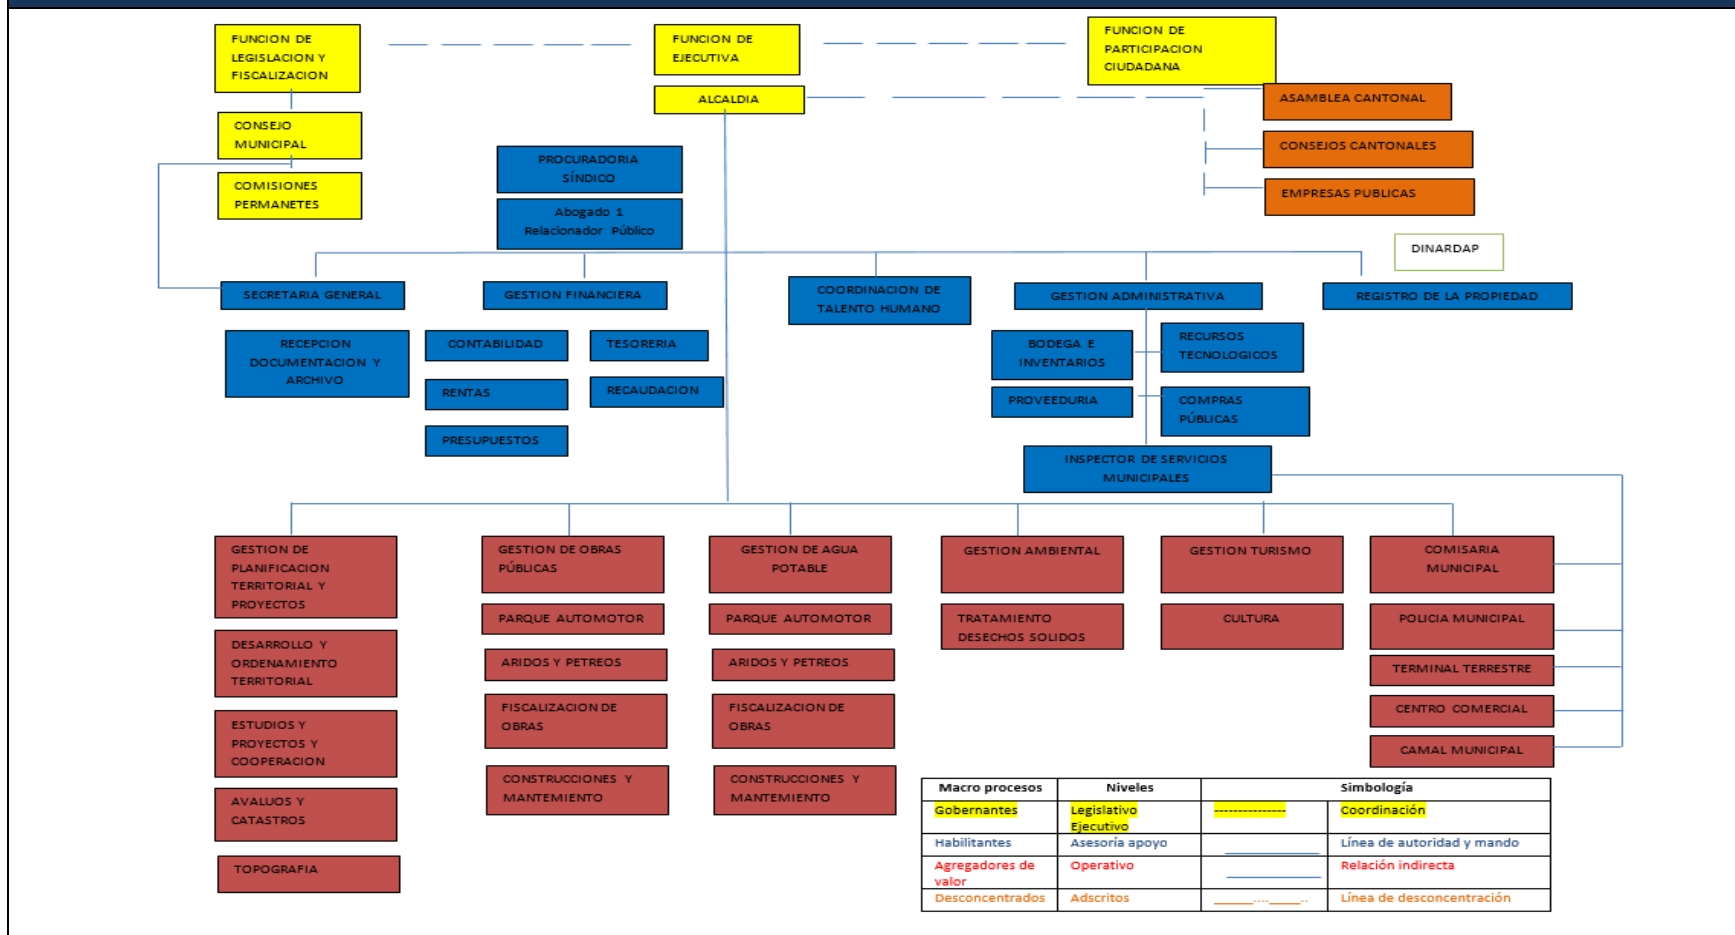 FUNCION DE
LEGISLACION Y
FISCALIZACION
FUNCION DE
EJECUTIVA
FUNCION DE
PARTICIPACION
CIUDADANA
ALCALDIA
ASAMBLEA CANTONAL
CONSEJO
MUNICIPAL
CONSEJOS CANTONALES
COMISIONES
PERMANETES
EMPRESAS PUBLICAS
PROCURADORIA
SÍNDICO
Abogado 1
Relacionador Público
DINARDAP
SECRETARIA GENERAL
GESTION FINANCIERA
COORDINACION DE
TALENTO HUMANO
GESTION ADMINISTRATIVA
REGISTRO DE LA PROPIEDAD
RECEPCION
DOCUMENTACION Y
ARCHIVO
CONTABILIDAD
TESORERIA
RENTAS
RECAUDACION
PRESUPUESTOS
BODEGA E
INVENTARIOS
RECURSOS
TECNOLOGICOS
PROVEEDURIA
COMPRAS
PÚBLICAS
INSPECTOR DE SERVICIOS
MUNICIPALES
GESTION DE
PLANIFICACION
TERRITORIAL Y
PROYECTOS
GESTION DE OBRAS
PÚBLICAS
GESTION DE AGUA
POTABLE
GESTION AMBIENTAL
GESTION TURISMO
COMISARIA
MUNICIPAL
DESARROLLO Y
ORDENAMIENTO
TERRITORIAL
PARQUE AUTOMOTOR
PARQUE AUTOMOTOR
TRATAMIENTO
DESECHOS SOLIDOS
CULTURA
POLICIA MUNICIPAL
ARIDOS Y PETREOS
ARIDOS Y PETREOS
TERMINAL TERRESTRE
ESTUDIOS Y
PROYECTOS Y
COOPERACION
FISCALIZACION DE
OBRAS
FISCALIZACION DE
OBRAS
CENTRO COMERCIAL
CAMAL MUNICIPAL
AVALUOS Y
CATASTROS
CONSTRUCCIONES Y
MANTEMIENTO
CONSTRUCCIONES Y
MANTEMIENTO
TOPOGRAFIA
Macro procesos Niveles Simbología
Gobernantes Legislativo
Ejecutivo --------------- Coordinación
Habilitantes Asesoría apoyo Línea de autoridad y mando
Agregadores de
valor Operativo Relación indirecta
Desconcentrados Adscritos ______....._____.. Línea de desconcentración